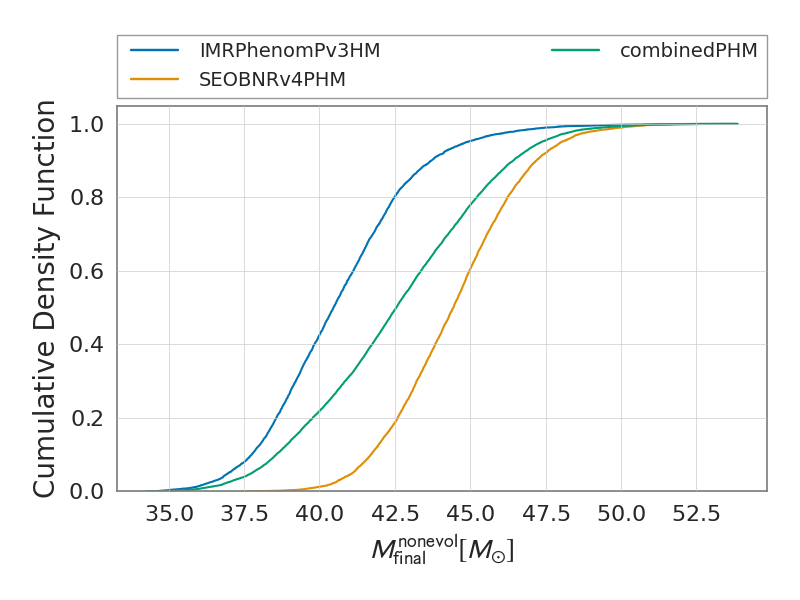 IMRPhenomPv3HM
SEOBNRv4PHM
combinedPHM
Cumulative Density Function
1.0
0.8
0.6
0.4
0.2
0.0
35.0 37.5 40.0 42.5 45.0 47.5 50.0 52.5
M_final^nonevol [M_⊙]